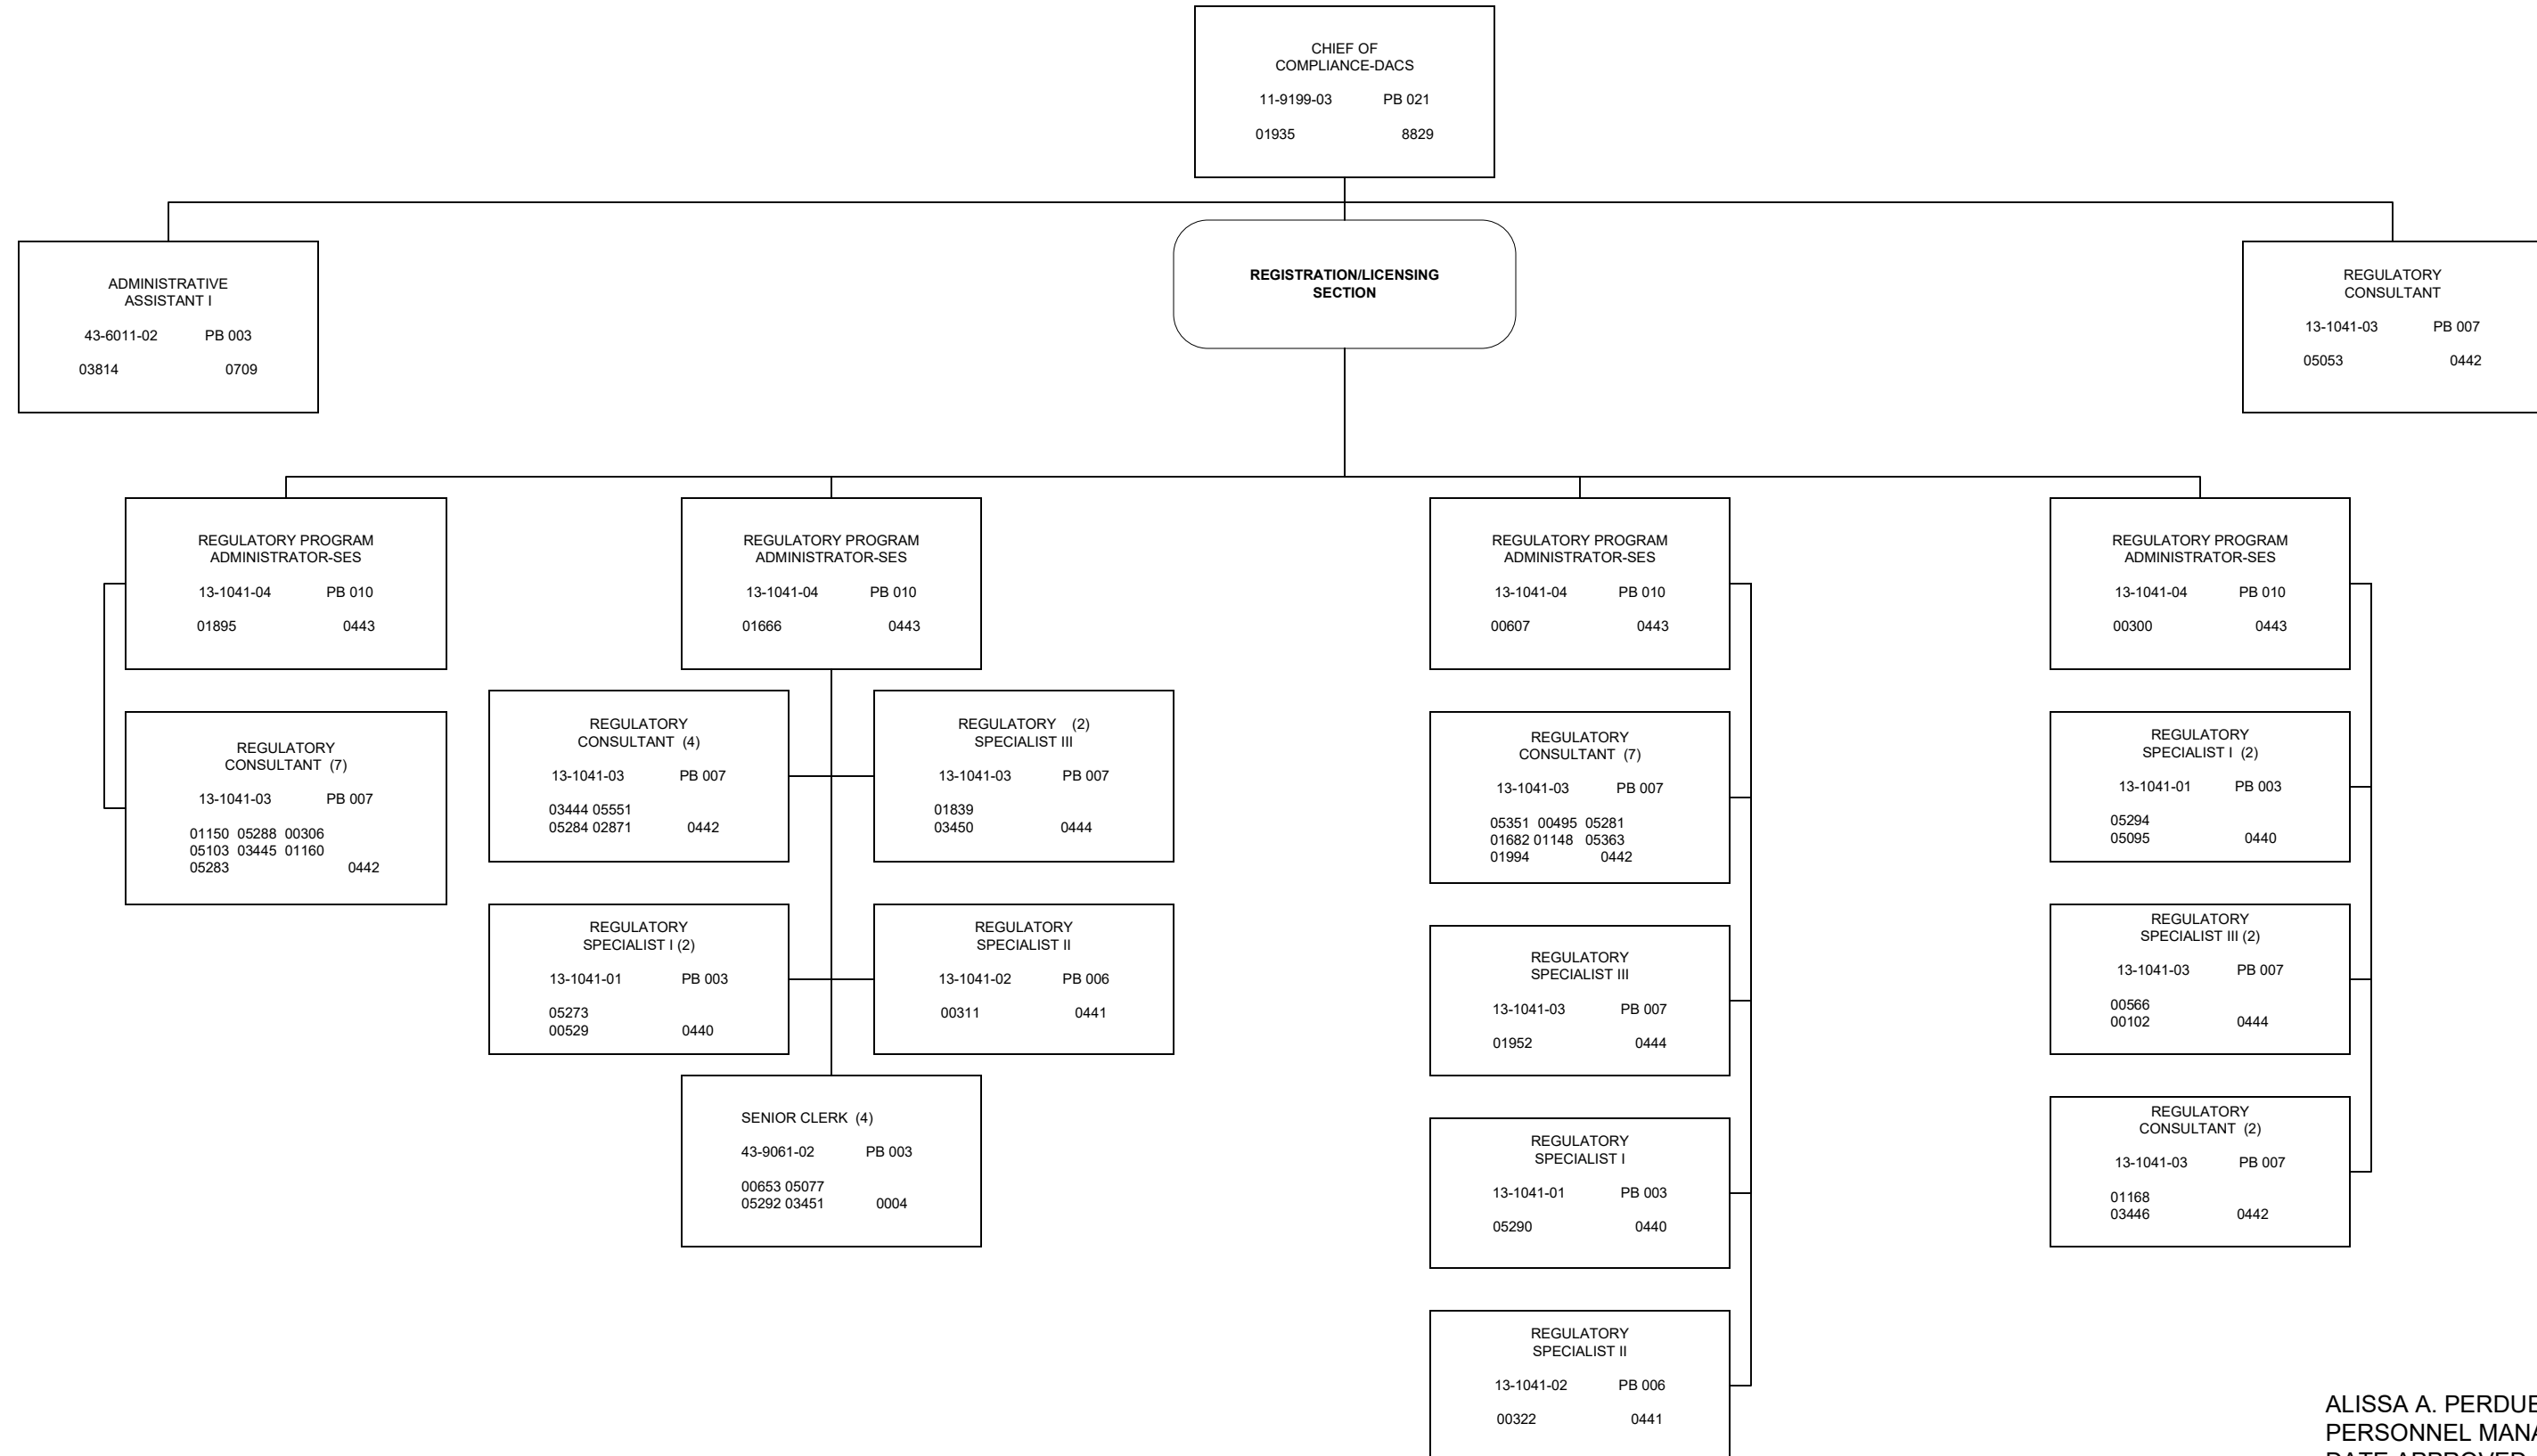 CHIEF OF
COMPLIANCE-DACS
11-9199-03 PB 021
01935 8829
ADMINISTRATIVE
ASSISTANT I
43-6011-02 PB 003
03814 0709
REGISTRATION/LICENSING
SECTION
REGULATORY
CONSULTANT
13-1041-03 PB 007
05053 0442
REGULATORY PROGRAM
ADMINISTRATOR-SES
13-1041-04 PB 010
01895 0443
REGULATORY PROGRAM
ADMINISTRATOR-SES
13-1041-04 PB 010
01666 0443
REGULATORY PROGRAM
ADMINISTRATOR-SES
13-1041-04 PB 010
00607 0443
REGULATORY PROGRAM
ADMINISTRATOR-SES
13-1041-04 PB 010
00300 0443
REGULATORY
CONSULTANT (7)
13-1041-03 PB 007
01150 05288 00306
05103 03445 01160
05283 0442
REGULATORY
CONSULTANT (4)
13-1041-03 PB 007
03444 05551
05284 02871 0442
REGULATORY (2)
SPECIALIST III
13-1041-03 PB 007
01839
03450 0444
REGULATORY
SPECIALIST I (2)
13-1041-01 PB 003
05273
00529 0440
REGULATORY
SPECIALIST II
13-1041-02 PB 006
00311 0441
SENIOR CLERK (4)
43-9061-02 PB 003
00653 05077
05292 03451 0004
REGULATORY
CONSULTANT (7)
13-1041-03 PB 007
05351 00495 05281
01682 01148 05363
01994 0442
REGULATORY
SPECIALIST III
13-1041-03 PB 007
01952 0444
REGULATORY
SPECIALIST I
13-1041-01 PB 003
05290 0440
REGULATORY
SPECIALIST II
13-1041-02 PB 006
00322 0441
REGULATORY
SPECIALIST I (2)
13-1041-01 PB 003
05294
05095 0440
REGULATORY
SPECIALIST III (2)
13-1041-03 PB 007
00566
00102 0444
REGULATORY
CONSULTANT (2)
13-1041-03 PB 007
01168
03446 0442
ALISSA A. PERDUE
PERSONNEL MANA
DATE APPROVED